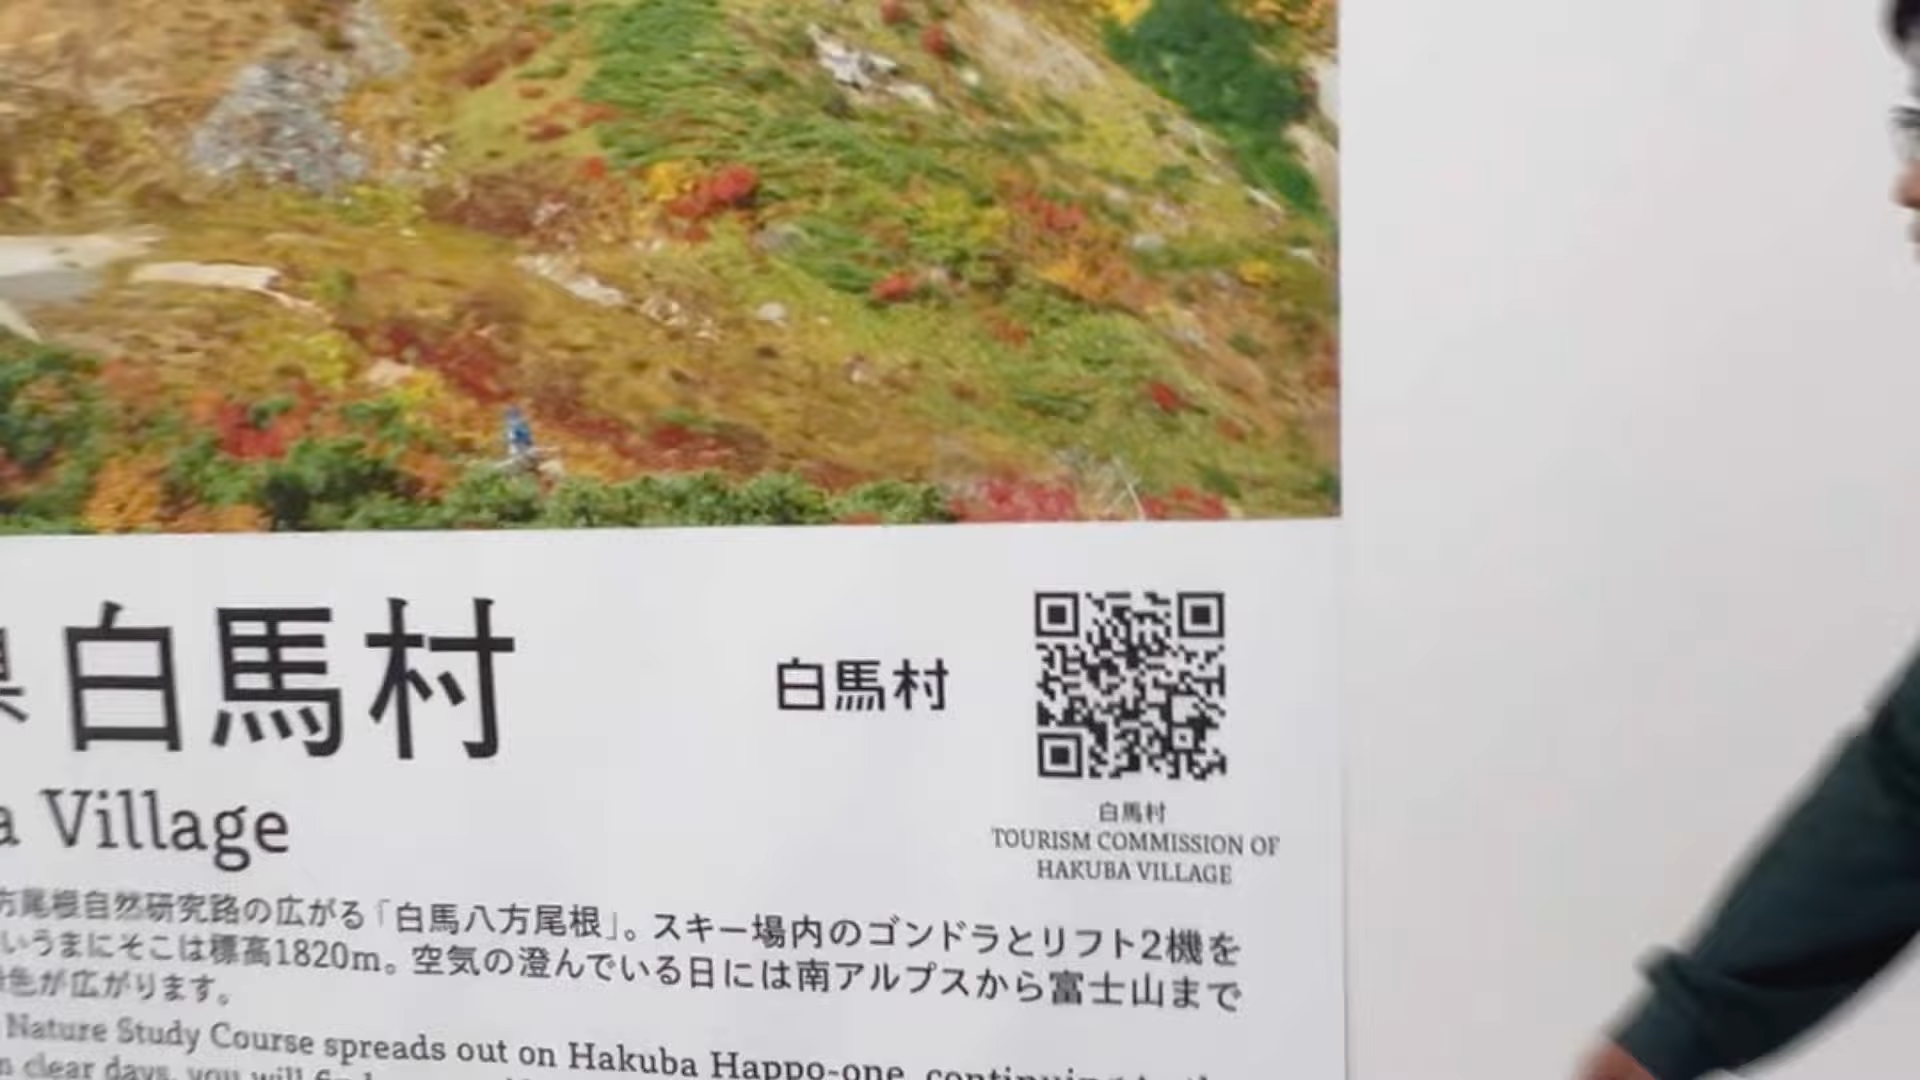 白馬村
白馬村
Village
白馬村
TOURISM COMMISSION OF
HAKUBA VILLAGE
方尾根自然研究路の広がる「白馬八方尾根」。スキー場内のゴンドラとリフト2機を
いうまにそこは標高1820m。空気の澄んでいる日には南アルプスから富士山まで
色が広がります。
Nature Study Course spreads out on Hakuba Happo-one, continuing
clear days, you will